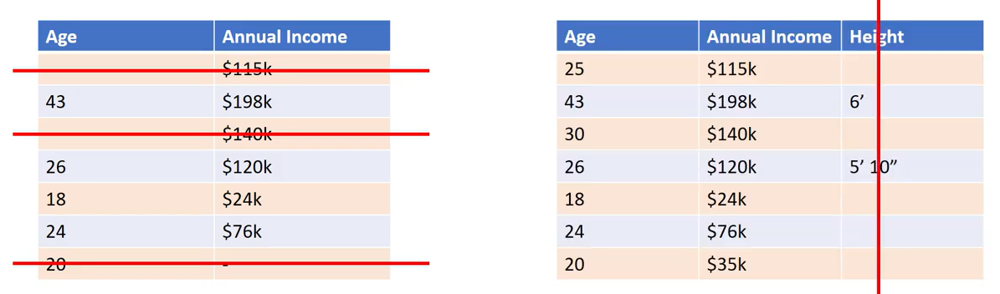 Age Annual Income
$115k
43 $198k
$140k
26 $120k
18 $24k
24 $76k
20 -
Age Annual Income Height
25 $115k
43 $198k 6’
30 $140k
26 $120k 5’ 10”
18 $24k
24 $76k
20 $35k